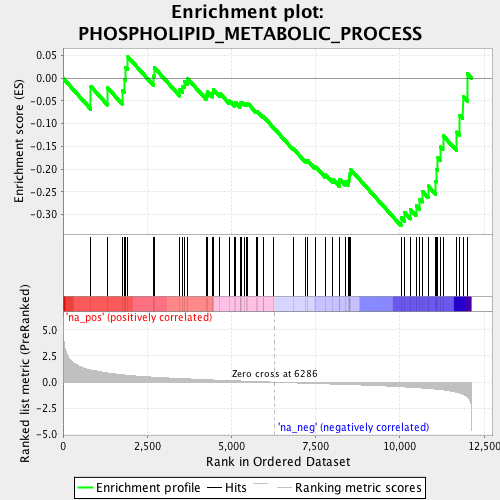 Enrichment plot:
PHOSPHOLIPID_METABOLIC_PROCESS
Enrichment score (ES)
0.05
0.00
-0.05
-0.10
-0.15
-0.20
-0.25
-0.30
'na_pos' (positively correlated)
Ranked list metric (PreRanked)
5.0
2.5
0.0
-2.5
-5.0
Zero cross at 6286
'na_neg' (negatively correlated)
0
2,500
5,000
7,500
10,000
12,500
Rank in Ordered Dataset
Enrichment profile
Hits
Ranking metric scores